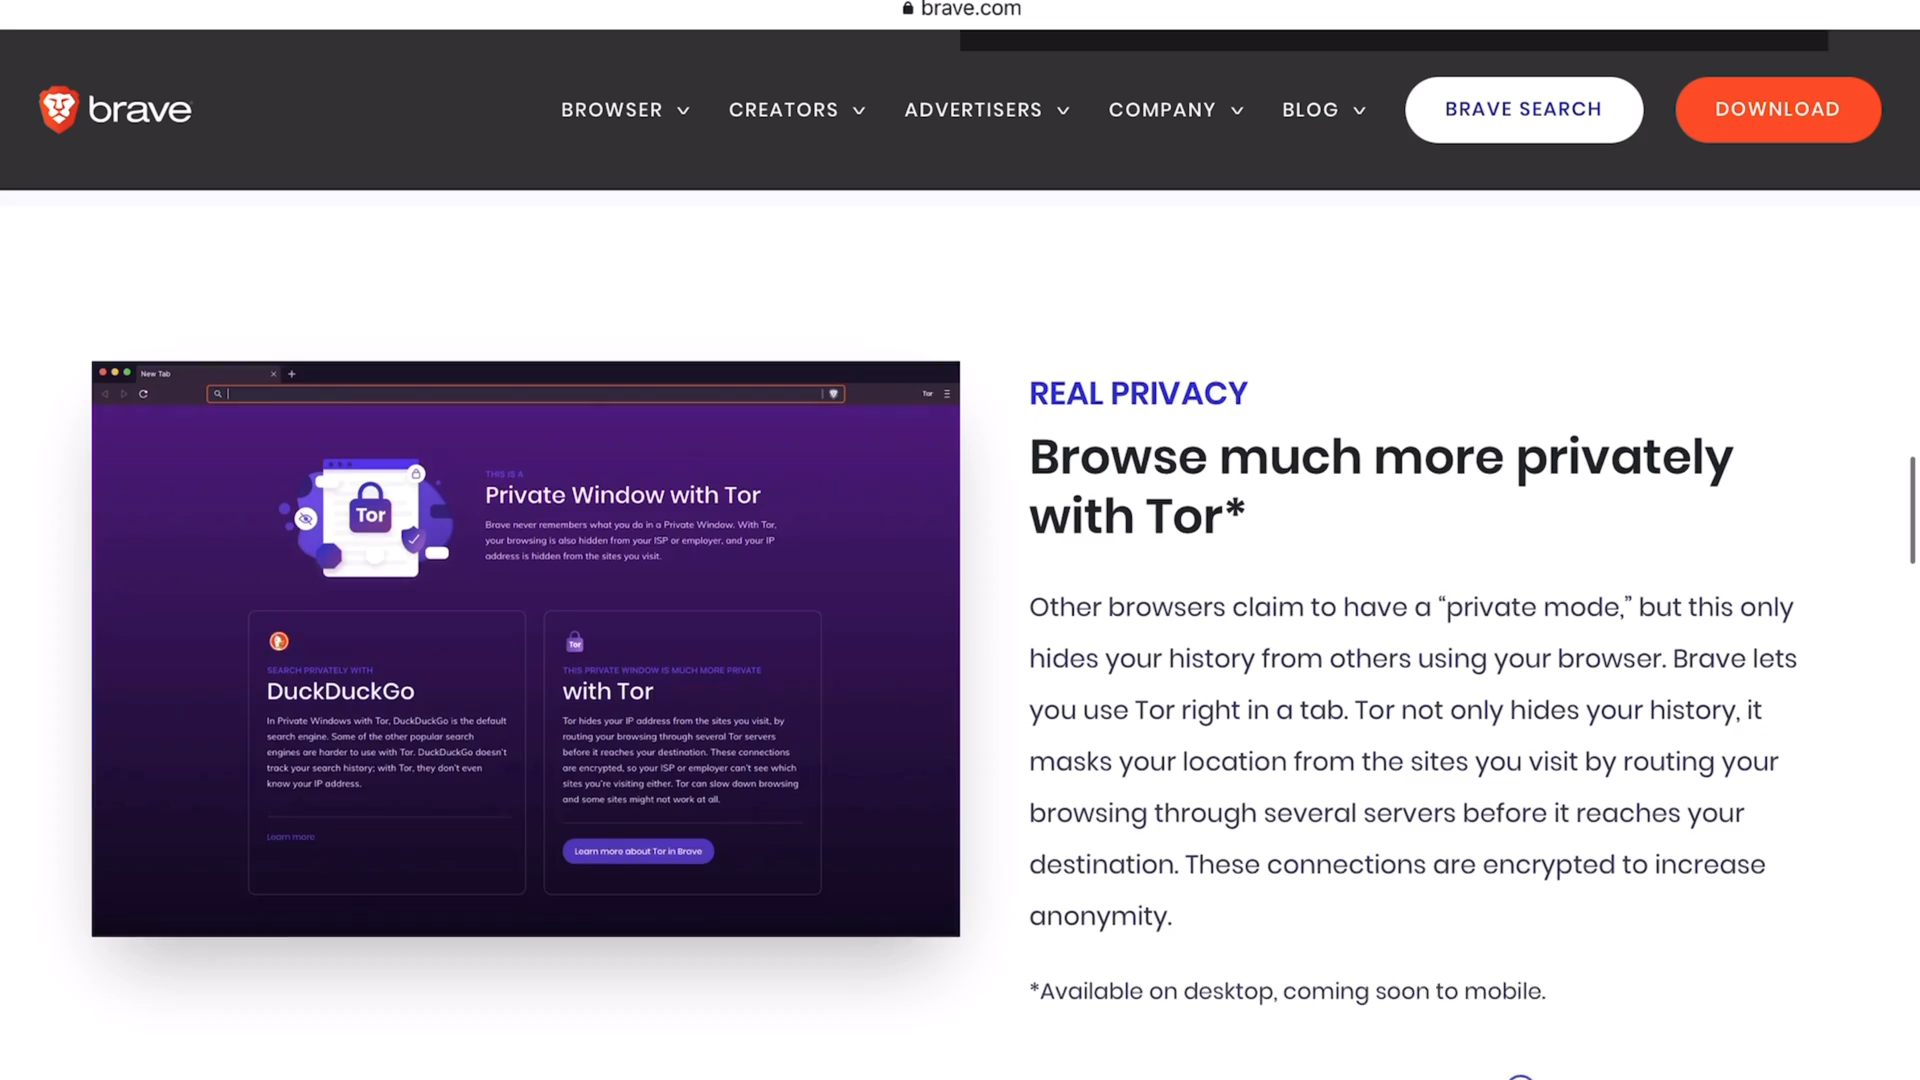 brave.com
brave
BROWSER
CREATORS
ADVERTISERS
COMPANY
BLOG
BRAVE SEARCH
DOWNLOAD
New Tab
Tor
THIS IS A
Private Window with Tor
Brave never remembers what you do in a Private Window. With Tor,
your browsing is also hidden from your ISP or employer, and your IP
address is hidden from the sites you visit.
Tor
SEARCH PRIVATELY WITH
DuckDuckGo
In Private Windows with Tor, DuckDuckGo is the default
search engine. Some of the other popular search
engines are harder to use with Tor. DuckDuckGo doesn't
track your search history; with Tor, they don't even
know your IP address.
Learn more
Tor
THIS PRIVATE WINDOW IS MUCH MORE PRIVATE
with Tor
Tor hides your IP address from the sites you visit, by
routing your browsing through several Tor servers
before it reaches your destination. These connections
are encrypted, so your ISP or employer can't see which
sites you're visiting either. Tor can slow down browsing
and some sites might not work at all.
Learn more about Tor in Brave
REAL PRIVACY
Browse much more privately
with Tor*
Other browsers claim to have a “private mode,” but this only
hides your history from others using your browser. Brave lets
you use Tor right in a tab. Tor not only hides your history, it
masks your location from the sites you visit by routing your
browsing through several servers before it reaches your
destination. These connections are encrypted to increase
anonymity.
*Available on desktop, coming soon to mobile.